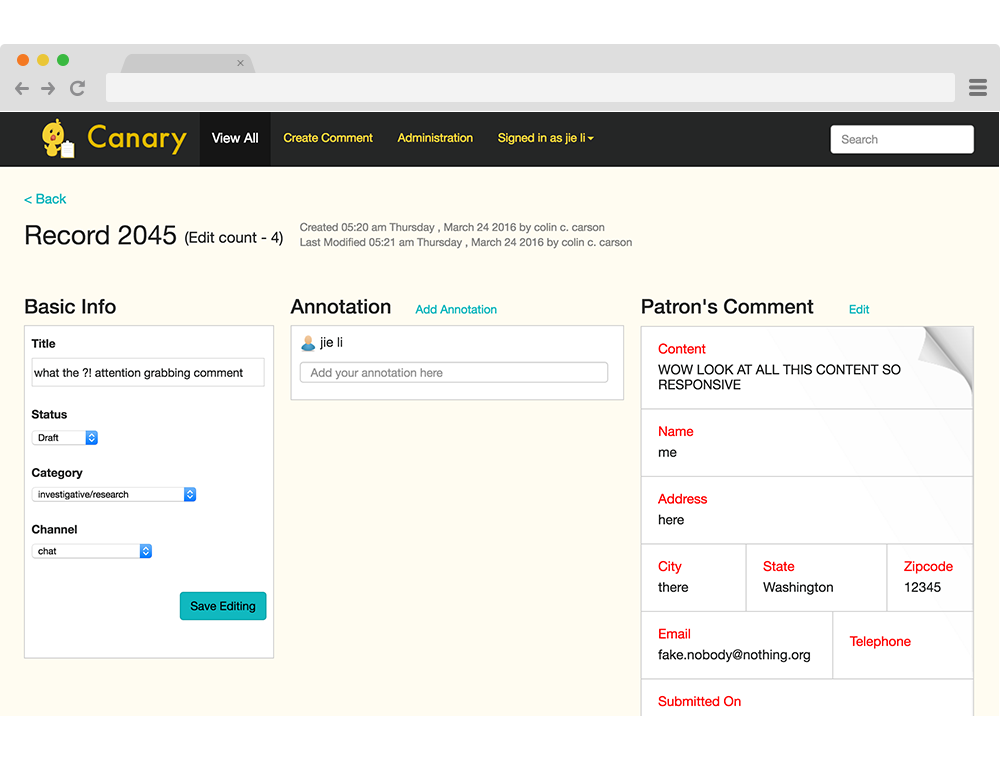 Canary
View All
Create Comment
Administration
Signed in as jie li
Search
< Back
Record 2045 (Edit count - 4)
Created 05:20 am Thursday , March 24 2016 by colin c. carson
Last Modified 05:21 am Thursday , March 24 2016 by colin c. carson
Basic Info
Title
what the ?! attention grabbing comment
Status
Draft
Category
investigative/research
Channel
chat
Save Editing
Annotation
Add Annotation
jie li
Add your annotation here
Patron's Comment
Edit
Content
WOW LOOK AT ALL THIS CONTENT SO
RESPONSIVE
Name
me
Address
here
City
there
State
Washington
Zipcode
12345
Email
fake.nobody@nothing.org
Telephone
Submitted On